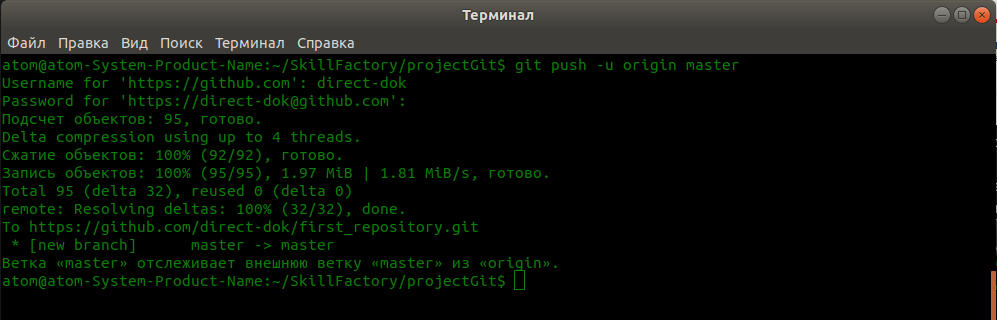 Терминал
Файл Правка Вид Поиск Терминал Справка
atom@atom-System-Product-Name:~/SkillFactory/projectGit$ git push -u origin master
Username for 'https://github.com': direct-dok
Password for 'https://direct-dok@github.com':
Подсчет объектов: 95, готово.
Delta compression using up to 4 threads.
Сжатие объектов: 100% (92/92), готово.
Запись объектов: 100% (95/95), 1.97 MiB | 1.81 MiB/s, готово.
Total 95 (delta 32), reused 0 (delta 0)
remote: Resolving deltas: 100% (32/32), done.
To https://github.com/direct-dok/first_repository.git
 * [new branch]      master -> master
Ветка «master» отслеживает внешнюю ветку «master» из «origin».
atom@atom-System-Product-Name:~/SkillFactory/projectGit$